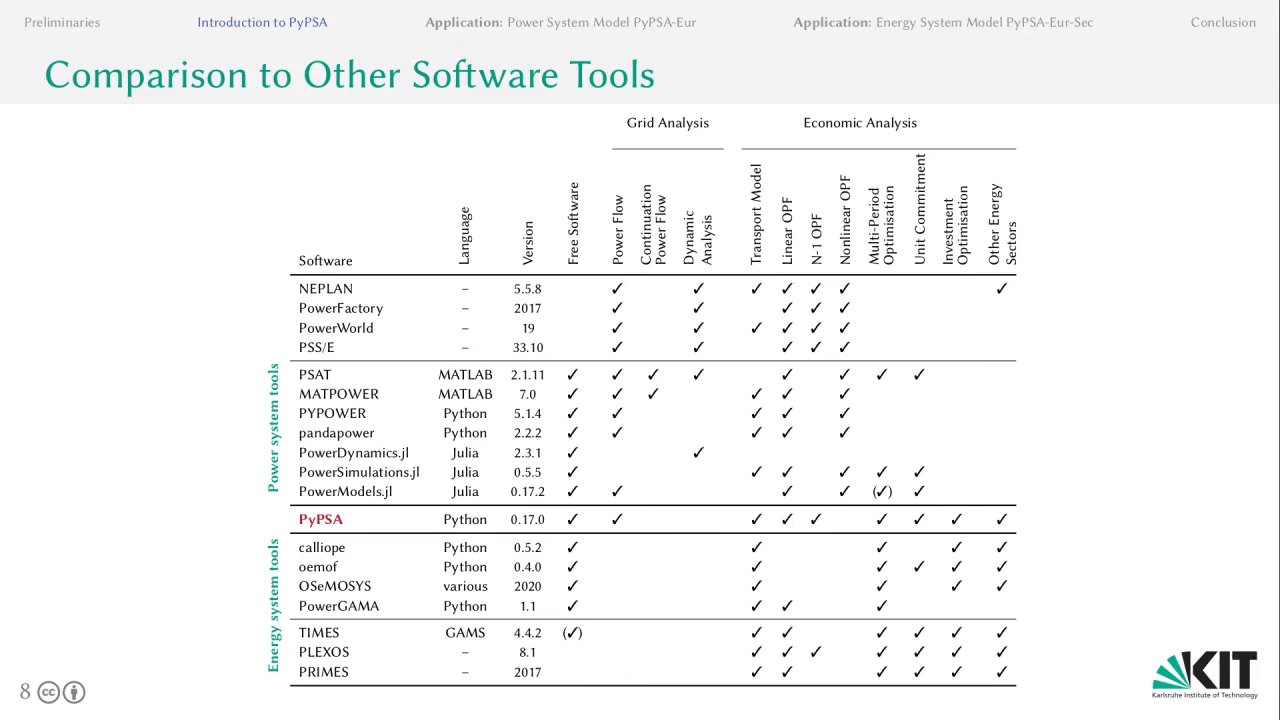 Preliminaries Introduction to PyPSA Application: Power System Model PyPSA-Eur Application: Energy System Model PyPSA-Eur-Sec Conclusion
Comparison to Other Software Tools
Grid Analysis Economic Analysis
Software Language Version Free Software Power Flow Continuation Power Flow Dynamic Analysis Transport Model Linear OPF N-1 OPF Nonlinear OPF Multi-Period Optimisation Unit Commitment Investment Optimisation Other Energy Sectors
NEPLAN – 5.5.8 ✓ ✓ ✓ ✓ ✓ ✓ ✓
PowerFactory – 2017 ✓ ✓ ✓ ✓ ✓
PowerWorld – 19 ✓ ✓ ✓ ✓ ✓ ✓
PSS/E – 33.10 ✓ ✓ ✓ ✓ ✓
Power system tools
PSAT MATLAB 2.1.11 ✓ ✓ ✓ ✓ ✓ ✓ ✓ ✓
MATPOWER MATLAB 7.0 ✓ ✓ ✓ ✓ ✓ ✓
PYPOWER Python 5.1.4 ✓ ✓ ✓ ✓ ✓
pandapower Python 2.2.2 ✓ ✓ ✓ ✓ ✓
PowerDynamics.jl Julia 2.3.1 ✓ ✓
PowerSimulations.jl Julia 0.5.5 ✓ ✓ ✓ ✓ ✓ ✓
PowerModels.jl Julia 0.17.2 ✓ ✓ ✓ ✓ (✓) ✓
PyPSA Python 0.17.0 ✓ ✓ ✓ ✓ ✓ ✓ ✓ ✓ ✓
Energy system tools
calliope Python 0.5.2 ✓ ✓ ✓ ✓ ✓
oemof Python 0.4.0 ✓ ✓ ✓ ✓ ✓ ✓
OSeMOSYS various 2020 ✓ ✓ ✓ ✓ ✓
PowerGAMA Python 1.1 ✓ ✓ ✓ ✓
TIMES GAMS 4.4.2 (✓) ✓ ✓ ✓ ✓ ✓ ✓
PLEXOS – 8.1 ✓ ✓ ✓ ✓ ✓ ✓ ✓
PRIMES – 2017 ✓ ✓ ✓ ✓ ✓ ✓
8 cc
KIT
Karlsruhe Institute of Technology